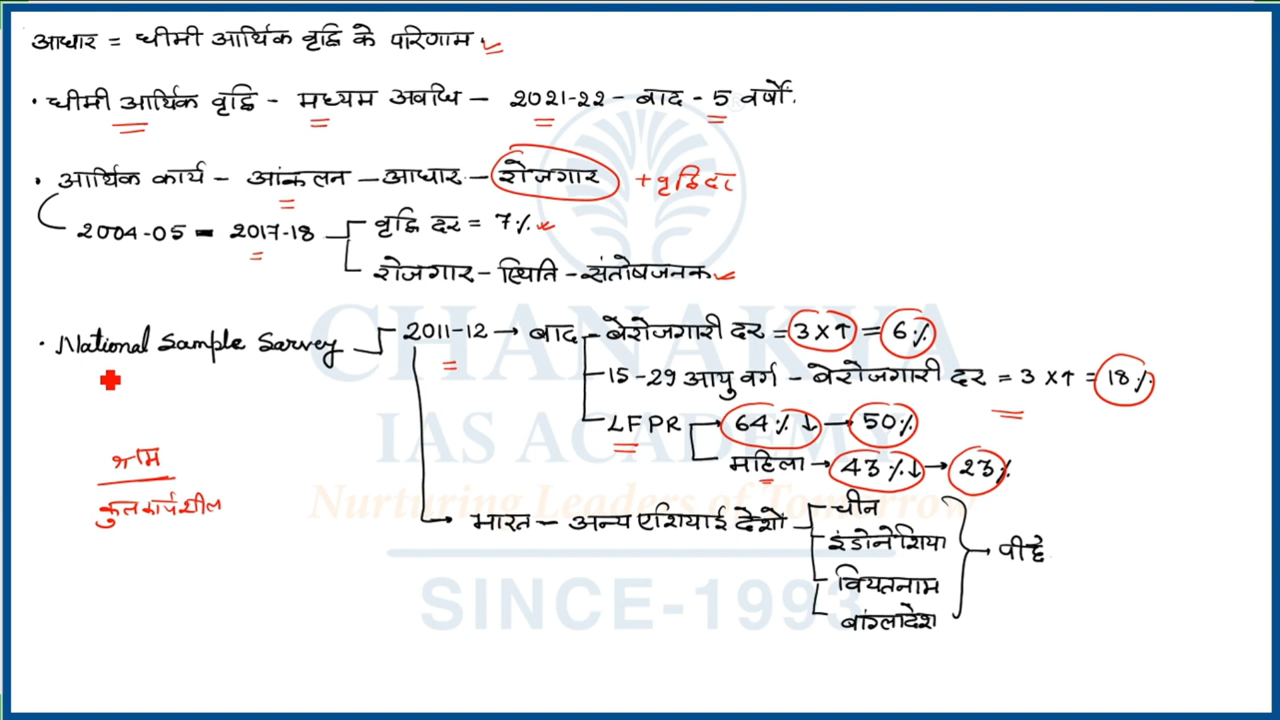 आधार = धीमी आर्थिक वृद्धि के परिणाम
• धीमी आर्थिक वृद्धि - मध्यम अवधि - 2021-22 - बाद - 5 वर्षों.
• आर्थिक कार्य - आंकलन - आधार - रोजगार + वृद्धि दर
2004-05 - 2017-18
वृद्धि दर = 7%
रोजगार - स्थिति - संतोषजनक
• National Sample Sarvey
2011-12 → बाद - बेरोजगारी दर = 3x↑ = 6%
15-29 आयु वर्ग - बेरोजगारी दर = 3x↑ = 18%
LFPR → 64%↓ → 50%
महिला → 43%↓ → 23%
श्रम
कुल कार्यशील
→ भारत - अन्य एशियाई देशो
चीन
इंडोनेशिया
वियतनाम
बांग्लादेश
→ पीछे
CHANAKYA
IAS ACADEMY
Nurturing Leaders of Tomorrow
SINCE-1993